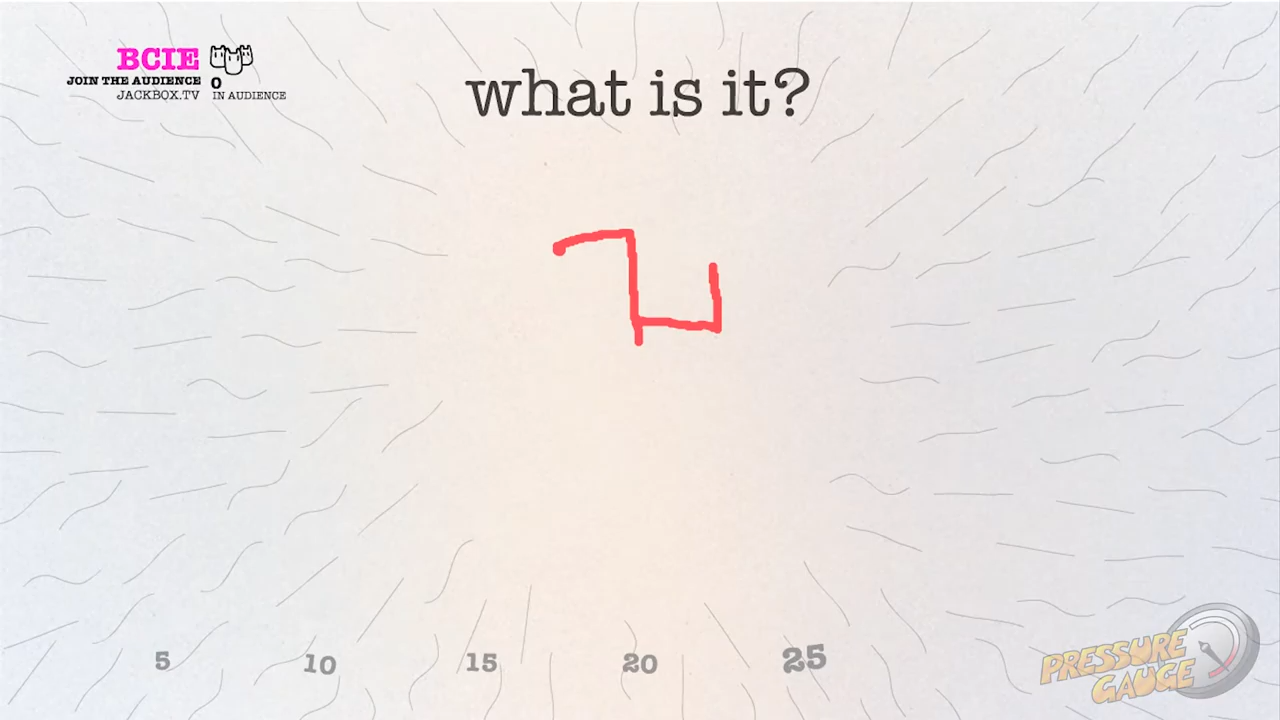 BCIE
JOIN THE AUDIENCE
JACKBOX.TV
0
IN AUDIENCE
what is it?
5 10 15 20 25
PRESSURE
GAUGE